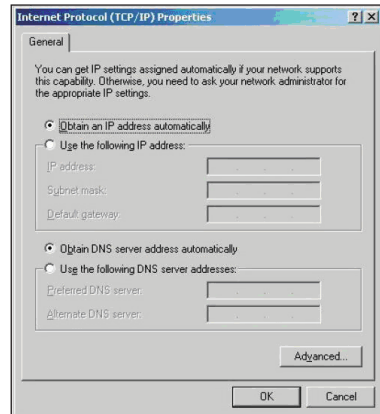 Internet Protocol (TCP/IP) Properties
General
You can get IP settings assigned automatically if your network supports
this capability. Otherwise, you need to ask your network administrator for
the appropriate IP settings.
Obtain an IP address automatically
Use the following IP address:
IP address:
Subnet mask:
Default gateway:
Obtain DNS server address automatically
Use the following DNS server addresses:
Preferred DNS server:
Alternate DNS server:
Advanced...
OK Cancel